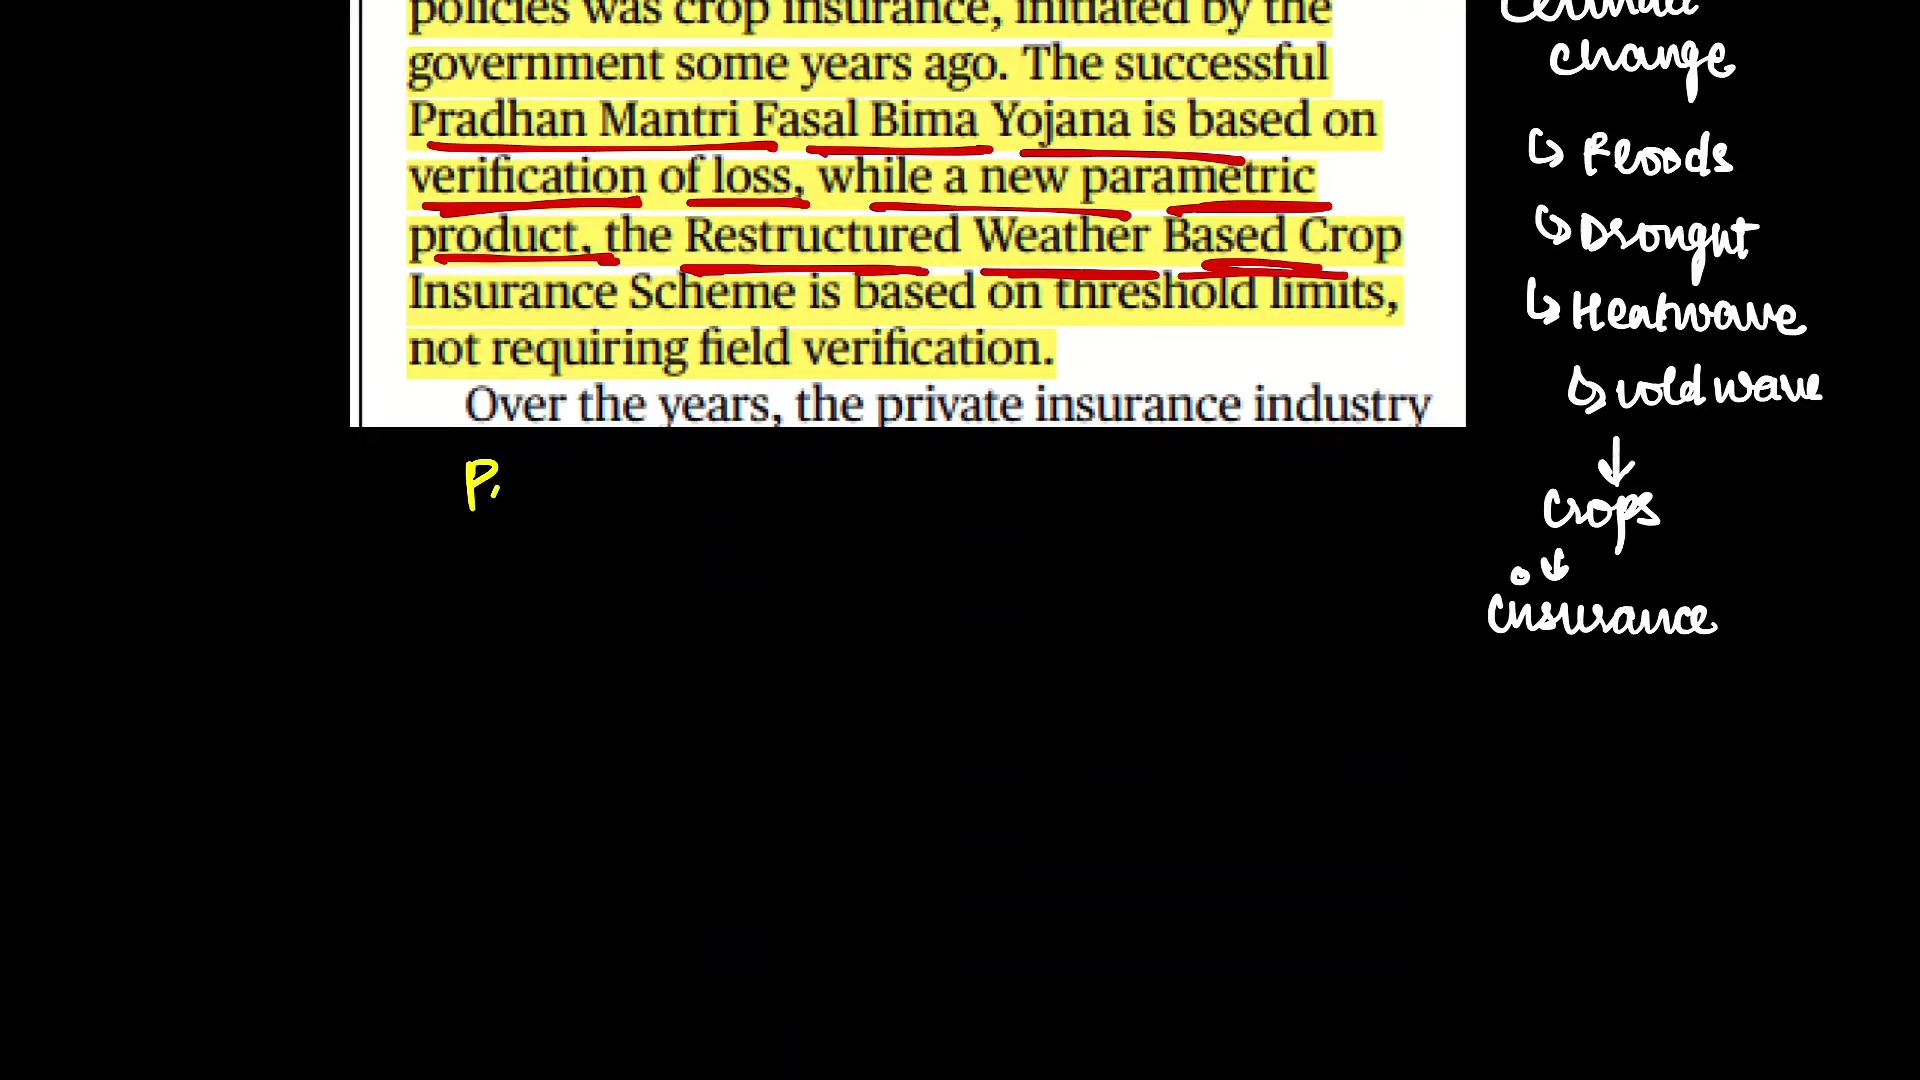 policies was crop insurance, initiated by the
government some years ago. The successful
Pradhan Mantri Fasal Bima Yojana is based on
verification of loss, while a new parametric
product, the Restructured Weather Based Crop
Insurance Scheme is based on threshold limits,
not requiring field verification.
Over the years, the private insurance industry
P
change
Floods
Drought
Heatwave
cold wave
Crops
insurance